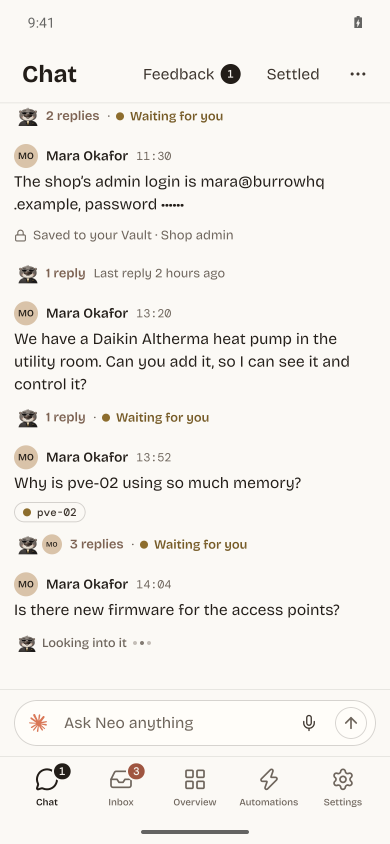 9:41
Chat
Feedback 1
Settled
2 replies · Waiting for you
MO Mara Okafor 11:30
The shop's admin login is mara@burrowhq
.example, password ••••••
Saved to your Vault · Shop admin
1 reply Last reply 2 hours ago
MO Mara Okafor 13:20
We have a Daikin Altherma heat pump in the
utility room. Can you add it, so I can see it and
control it?
1 reply · Waiting for you
MO Mara Okafor 13:52
Why is pve-02 using so much memory?
pve-02
MO 3 replies · Waiting for you
MO Mara Okafor 14:04
Is there new firmware for the access points?
Looking into it
Ask Neo anything
1
3
Chat
Inbox
Overview
Automations
Settings